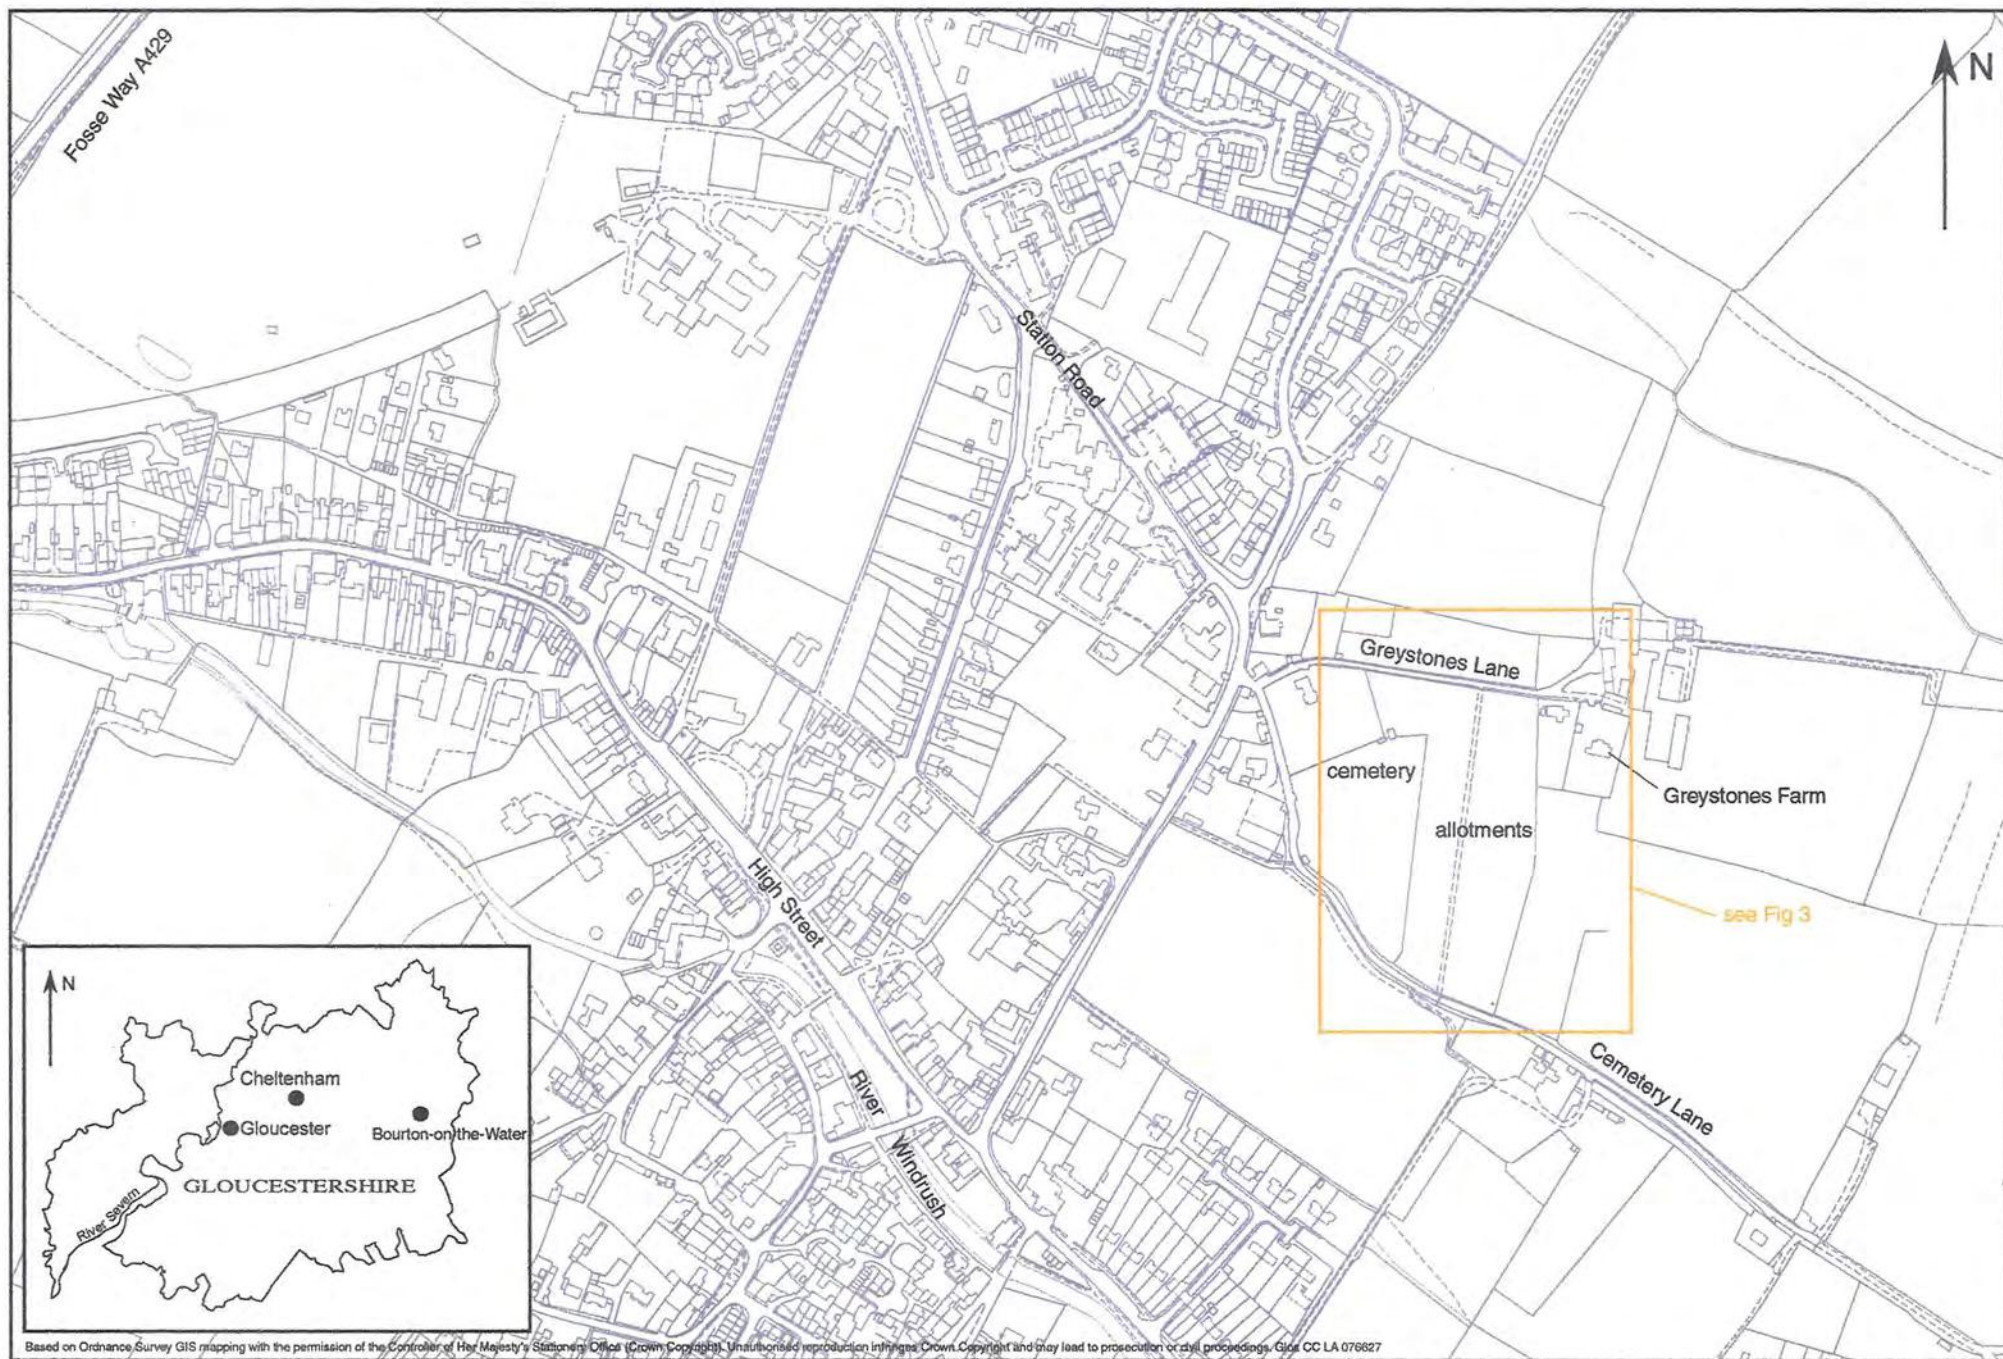 Fosse Way A429
N
Station Road
Greystones Lane
cemetery
Greystones Farm
allotments
see Fig 3
High Street
River
Windrush
Cemetery Lane
N
Cheltenham
Gloucester
Bourton-on-the-Water
GLOUCESTERSHIRE
River Severn
Based on Ordnance Survey GIS mapping with the permission of the Controller of Her Majesty's Stationery Office (Crown Copyright). Unauthorised reproduction infringes Crown Copyright and may lead to prosecution or civil proceedings. Glos CC LA 076627